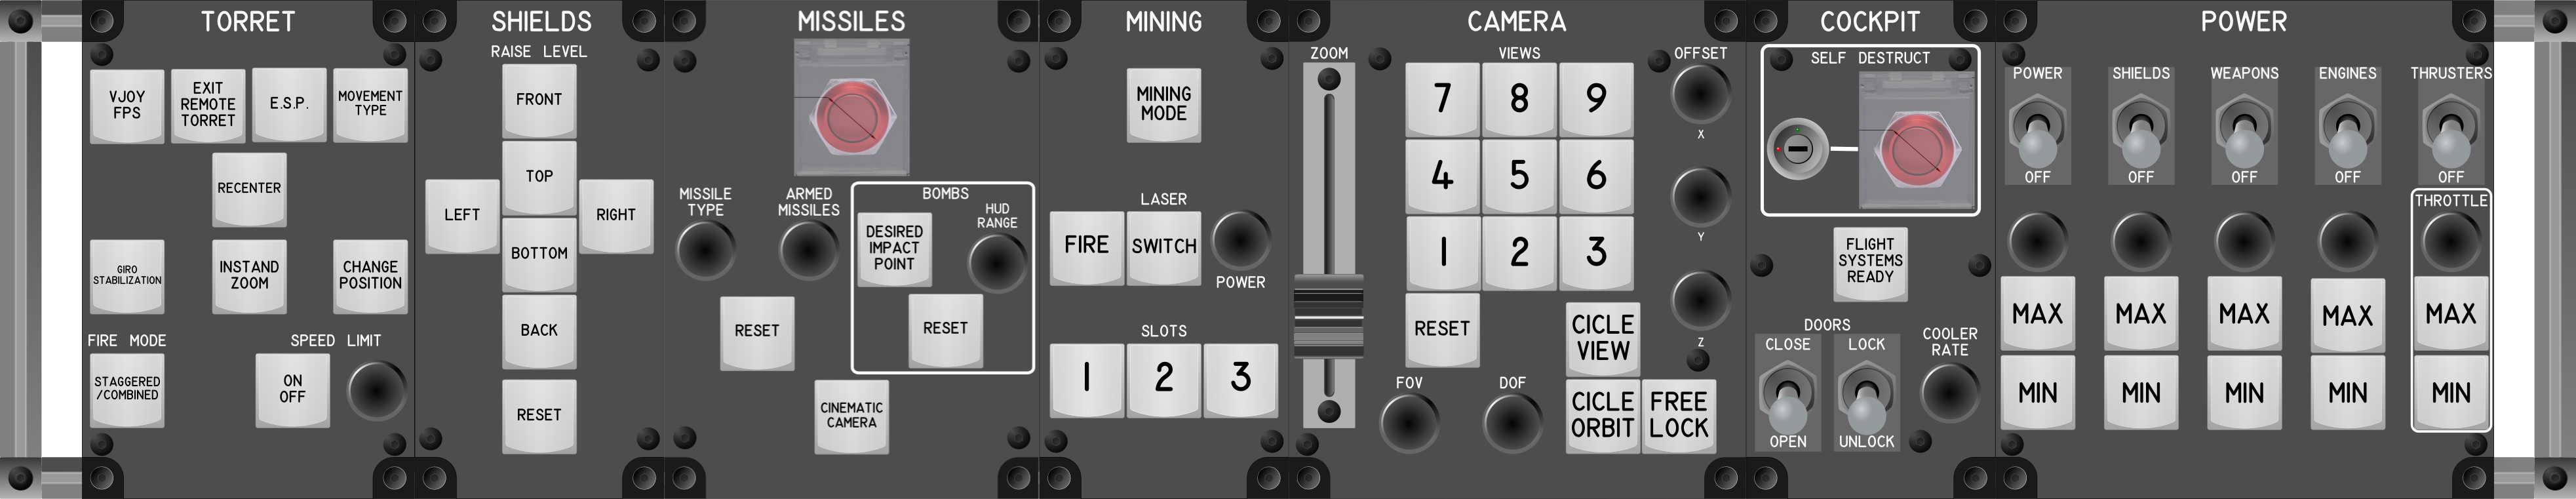 TORRET
VJOY
FPS
EXIT
REMOTE
TORRET
E.S.P.
MOVEMENT
TYPE
RECENTER
GIRO
STABILIZATION
INSTAND
ZOOM
CHANGE
POSITION
FIRE MODE
SPEED LIMIT
STAGGERED
/COMBINED
ON
OFF
SHIELDS
RAISE LEVEL
FRONT
TOP
LEFT
RIGHT
BOTTOM
BACK
RESET
MISSILES
MISSILE
TYPE
ARMED
MISSILES
BOMBS
DESIRED
IMPACT
POINT
HUD
RANGE
RESET
RESET
CINEMATIC
CAMERA
MINING
MINING
MODE
LASER
FIRE
SWITCH
POWER
SLOTS
1
2
3
CAMERA
ZOOM
VIEWS
OFFSET
7
8
9
X
4
5
6
Y
1
2
3
Z
RESET
CICLE
VIEW
FOV
DOF
CICLE
ORBIT
FREE
LOCK
COCKPIT
SELF DESTRUCT
FLIGHT
SYSTEMS
READY
DOORS
CLOSE
LOCK
OPEN
UNLOCK
COOLER
RATE
POWER
POWER
SHIELDS
WEAPONS
ENGINES
THRUSTERS
OFF
OFF
OFF
OFF
OFF
THROTTLE
MAX
MAX
MAX
MAX
MAX
MIN
MIN
MIN
MIN
MIN